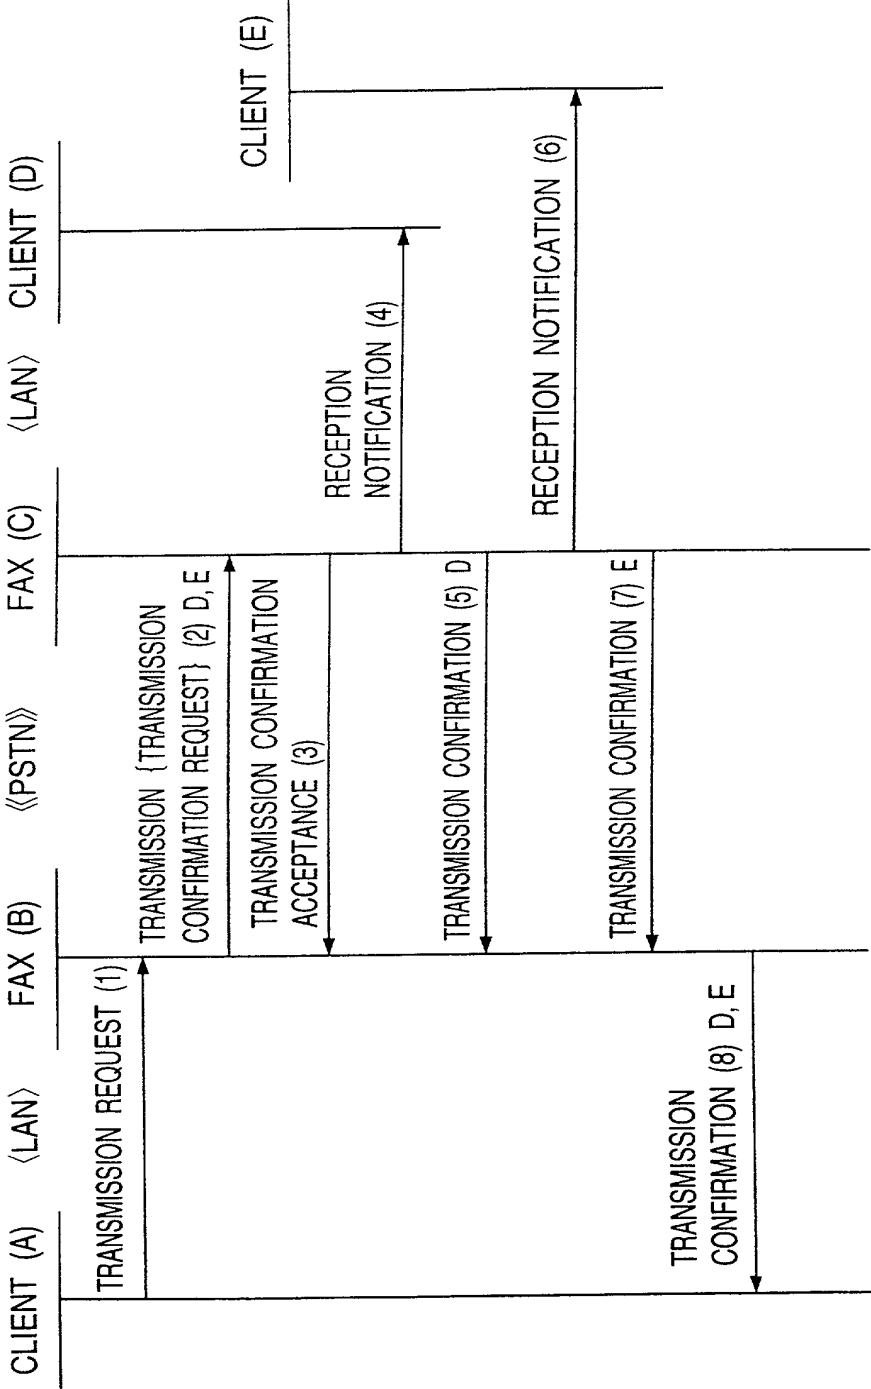 CLIENT (A)
〈LAN〉
FAX (B)
《PSTN》
FAX (C)
〈LAN〉
CLIENT (D)
CLIENT (E)
TRANSMISSION REQUEST (1)
TRANSMISSION {TRANSMISSION
CONFIRMATION REQUEST} (2) D, E
TRANSMISSION CONFIRMATION
ACCEPTANCE (3)
RECEPTION
NOTIFICATION (4)
TRANSMISSION CONFIRMATION (5) D
RECEPTION NOTIFICATION (6)
TRANSMISSION CONFIRMATION (7) E
TRANSMISSION
CONFIRMATION (8) D, E